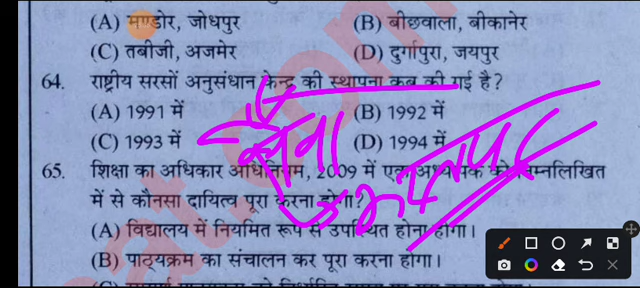 (A) मण्डोर, जोधपुर (B) बीछवाला, बीकानेर
(C) तबीजी, अजमेर (D) दुर्गापुरा, जयपुर
64. राष्ट्रीय सरसों अनुसंधान केन्द्र की स्थापना कब की गई है?
(A) 1991 में (B) 1992 में
(C) 1993 में (D) 1994 में
65. शिक्षा का अधिकार अधिनियम, 2009 में एक अध्यापक को निम्नलिखित
में से कौनसा दायित्व पूरा करना होगा?
(A) विद्यालय में नियमित रूप से उपस्थित होना होगा।
(B) पाठ्यक्रम का संचालन कर पूरा करना होगा।